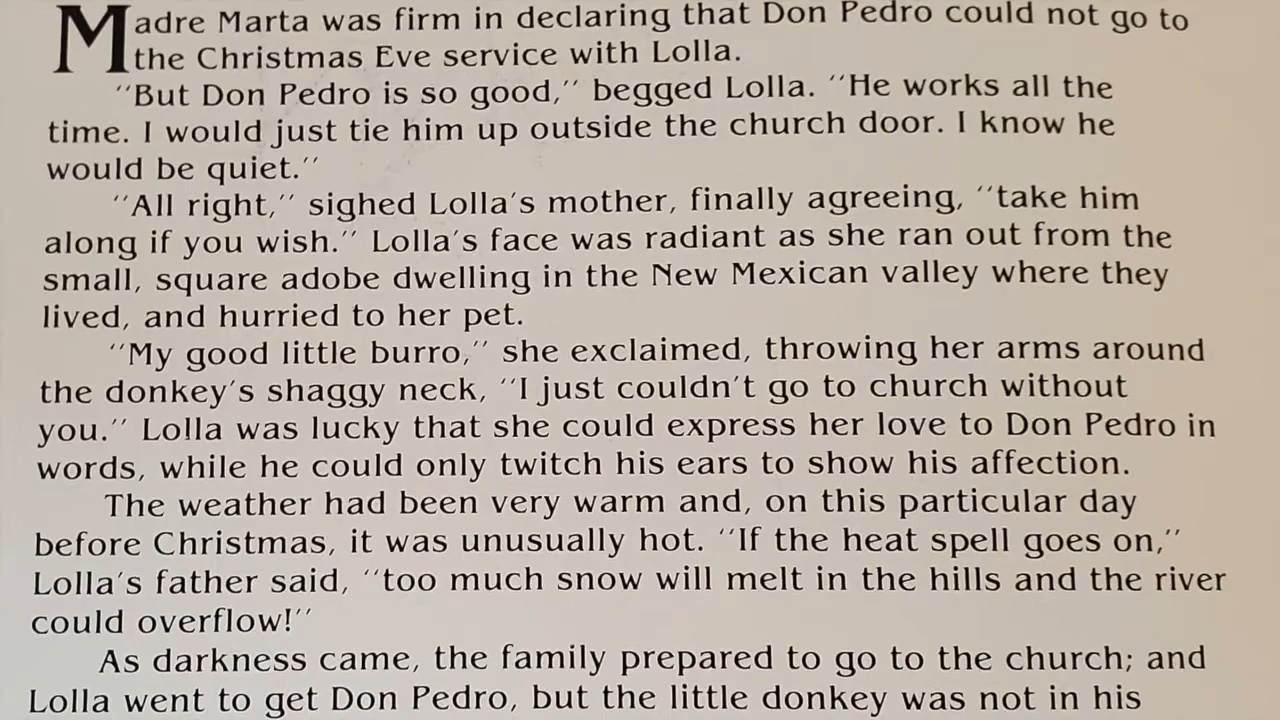 Madre Marta was firm in declaring that Don Pedro could not go to
the Christmas Eve service with Lolla.
"But Don Pedro is so good," begged Lolla. "He works all the
time. I would just tie him up outside the church door. I know he
would be quiet."
"All right," sighed Lolla's mother, finally agreeing, "take him
along if you wish." Lolla's face was radiant as she ran out from the
small, square adobe dwelling in the New Mexican valley where they
lived, and hurried to her pet.
"My good little burro," she exclaimed, throwing her arms around
the donkey's shaggy neck, "I just couldn't go to church without
you." Lolla was lucky that she could express her love to Don Pedro in
words, while he could only twitch his ears to show his affection.
The weather had been very warm and, on this particular day
before Christmas, it was unusually hot. "If the heat spell goes on,"
Lolla's father said, "too much snow will melt in the hills and the river
could overflow!"
As darkness came, the family prepared to go to the church; and
Lolla went to get Don Pedro, but the little donkey was not in his